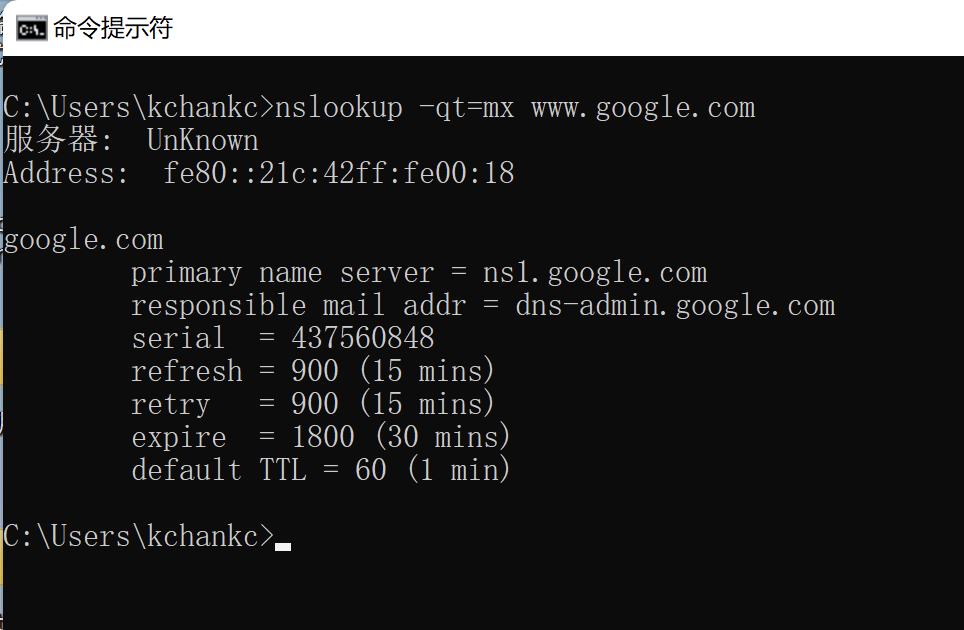 命令提示符
C:\Users\kchankc>nslookup -qt=mx www.google.com
服务器:  UnKnown
Address:  fe80::21c:42ff:fe00:18
google.com
primary name server = ns1.google.com
responsible mail addr = dns-admin.google.com
serial  = 437560848
refresh = 900 (15 mins)
retry   = 900 (15 mins)
expire  = 1800 (30 mins)
default TTL = 60 (1 min)
C:\Users\kchankc>